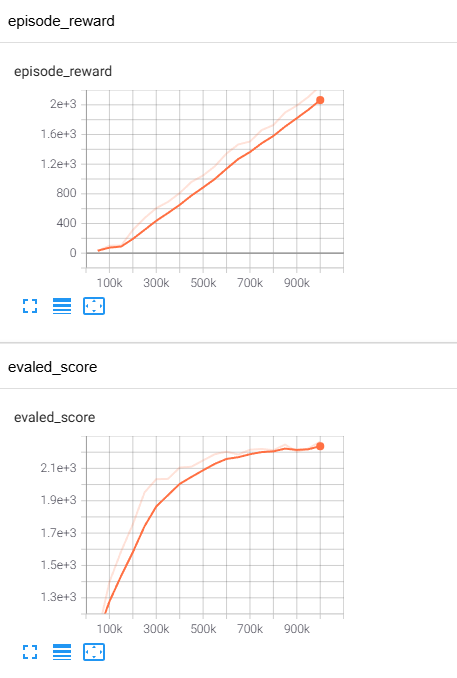 episode_reward
episode_reward
2e+3
1.6e+3
1.2e+3
800
400
0
100k 300k 500k 700k 900k
evaled_score
evaled_score
2.1e+3
1.9e+3
1.7e+3
1.5e+3
1.3e+3
100k 300k 500k 700k 900k